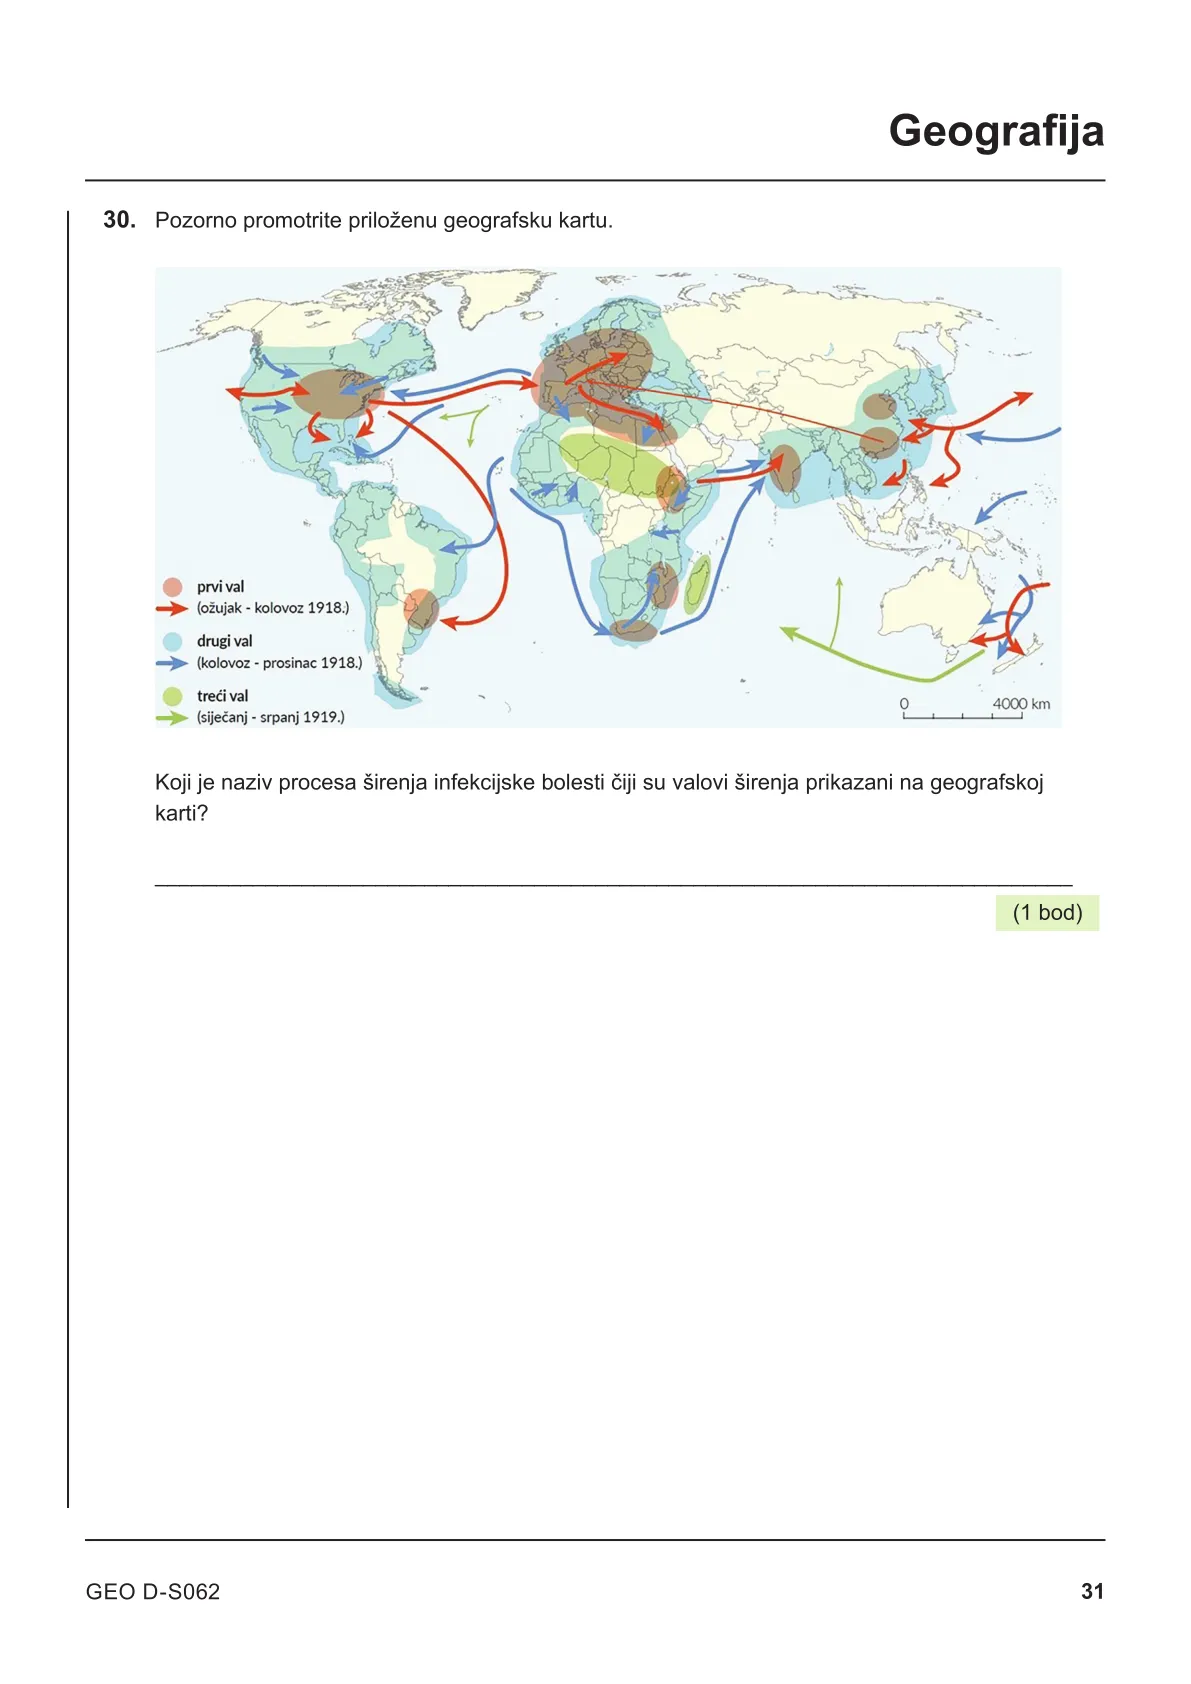 Geografija
30. Pozorno promotrite priloženu geografsku kartu.
prvi val
(ožujak - kolovoz 1918.)
drugi val
(kolovoz - prosinac 1918.)
treći val
(siječanj - srpanj 1919.)
0 4000 km
Koji je naziv procesa širenja infekcijske bolesti čiji su valovi širenja prikazani na geografskoj
karti?
(1 bod)
GEO D-S062
31